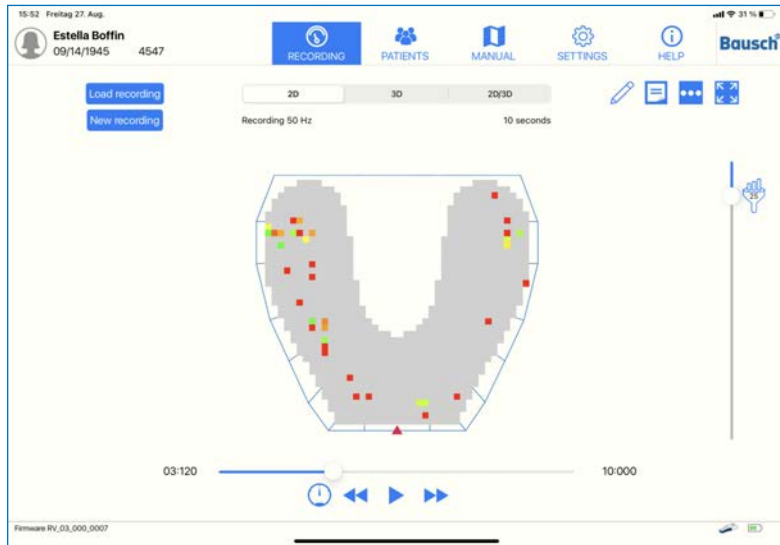 15:52 Freitag 27. Aug.
31 %
Estella Boffin
09/14/1945 4547
RECORDING
PATIENTS
MANUAL
SETTINGS
HELP
Bausch®
Load recording
New recording
2D
3D
2D/3D
Recording 50 Hz
10 seconds
25
03:120
10:000
Firmware RV_03_000_0007